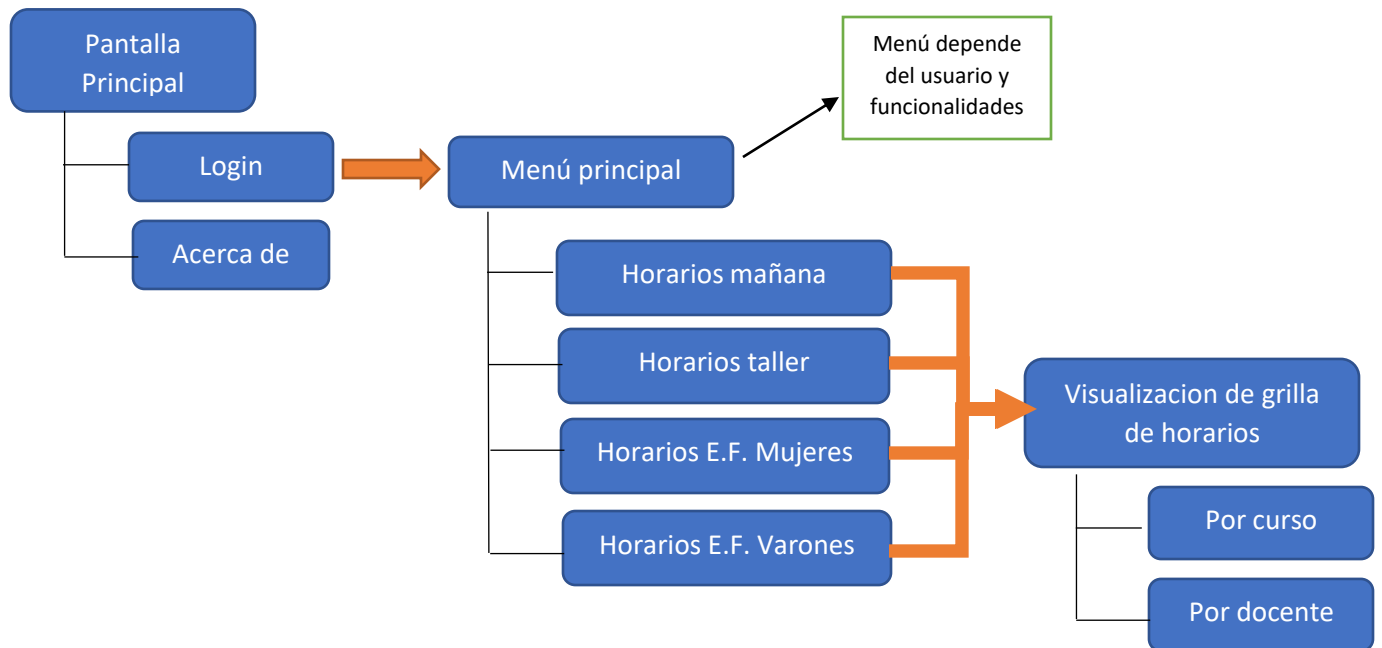 Pantalla
Principal
Menú depende
del usuario y
funcionalidades
Login
Menú principal
Acerca de
Horarios mañana
Horarios taller
Horarios E.F. Mujeres
Horarios E.F. Varones
Visualizacion de grilla
de horarios
Por curso
Por docente